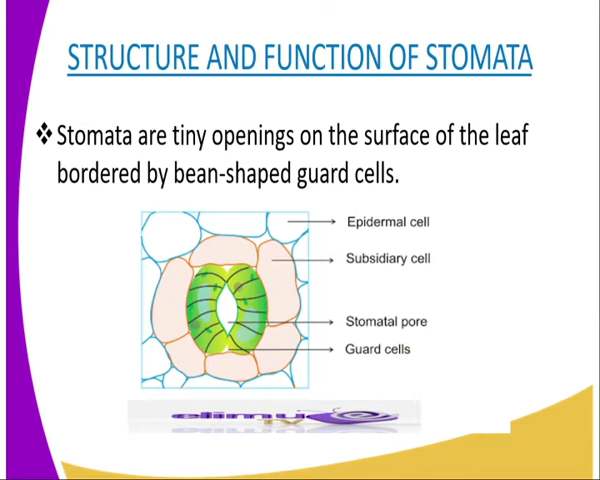 STRUCTURE AND FUNCTION OF STOMATA
❖Stomata are tiny openings on the surface of the leaf
bordered by bean-shaped guard cells.
Epidermal cell
Subsidiary cell
Stomatal pore
Guard cells